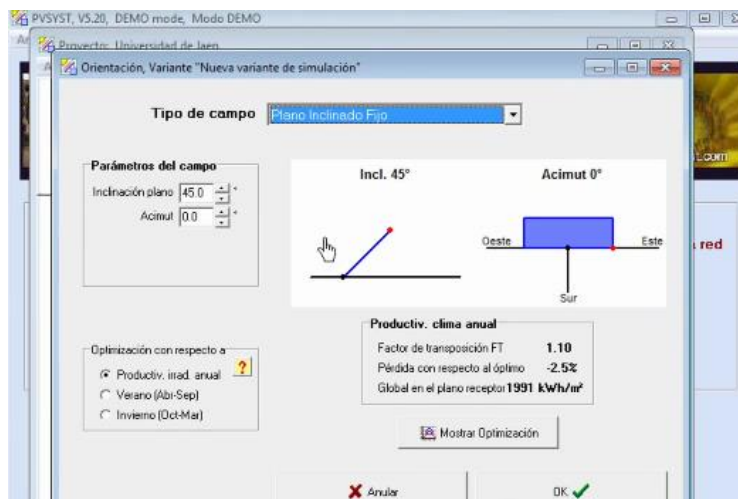 PVSYST, V5.20, DEMO mode, Modo DEMO
Proyecto: Universidad de Jaen
Orientación, Variante "Nueva variante de simulación"
Tipo de campo Plano Inclinado Fijo
Parámetros del campo
Inclinación plano 45.0 °
Acimut 0.0 °
Incl. 45° Acimut 0°
Oeste Este
Sur
t.com
red
Optimización con respecto a
?
Productiv. irrad. anual
Verano (Abr-Sep)
Invierno (Oct-Mar)
Productiv. clima anual
Factor de transposición FT 1.10
Pérdida con respecto al óptimo -2.5%
Global en el plano receptor 1991 kWh/m²
Mostrar Optimización
Anular OK